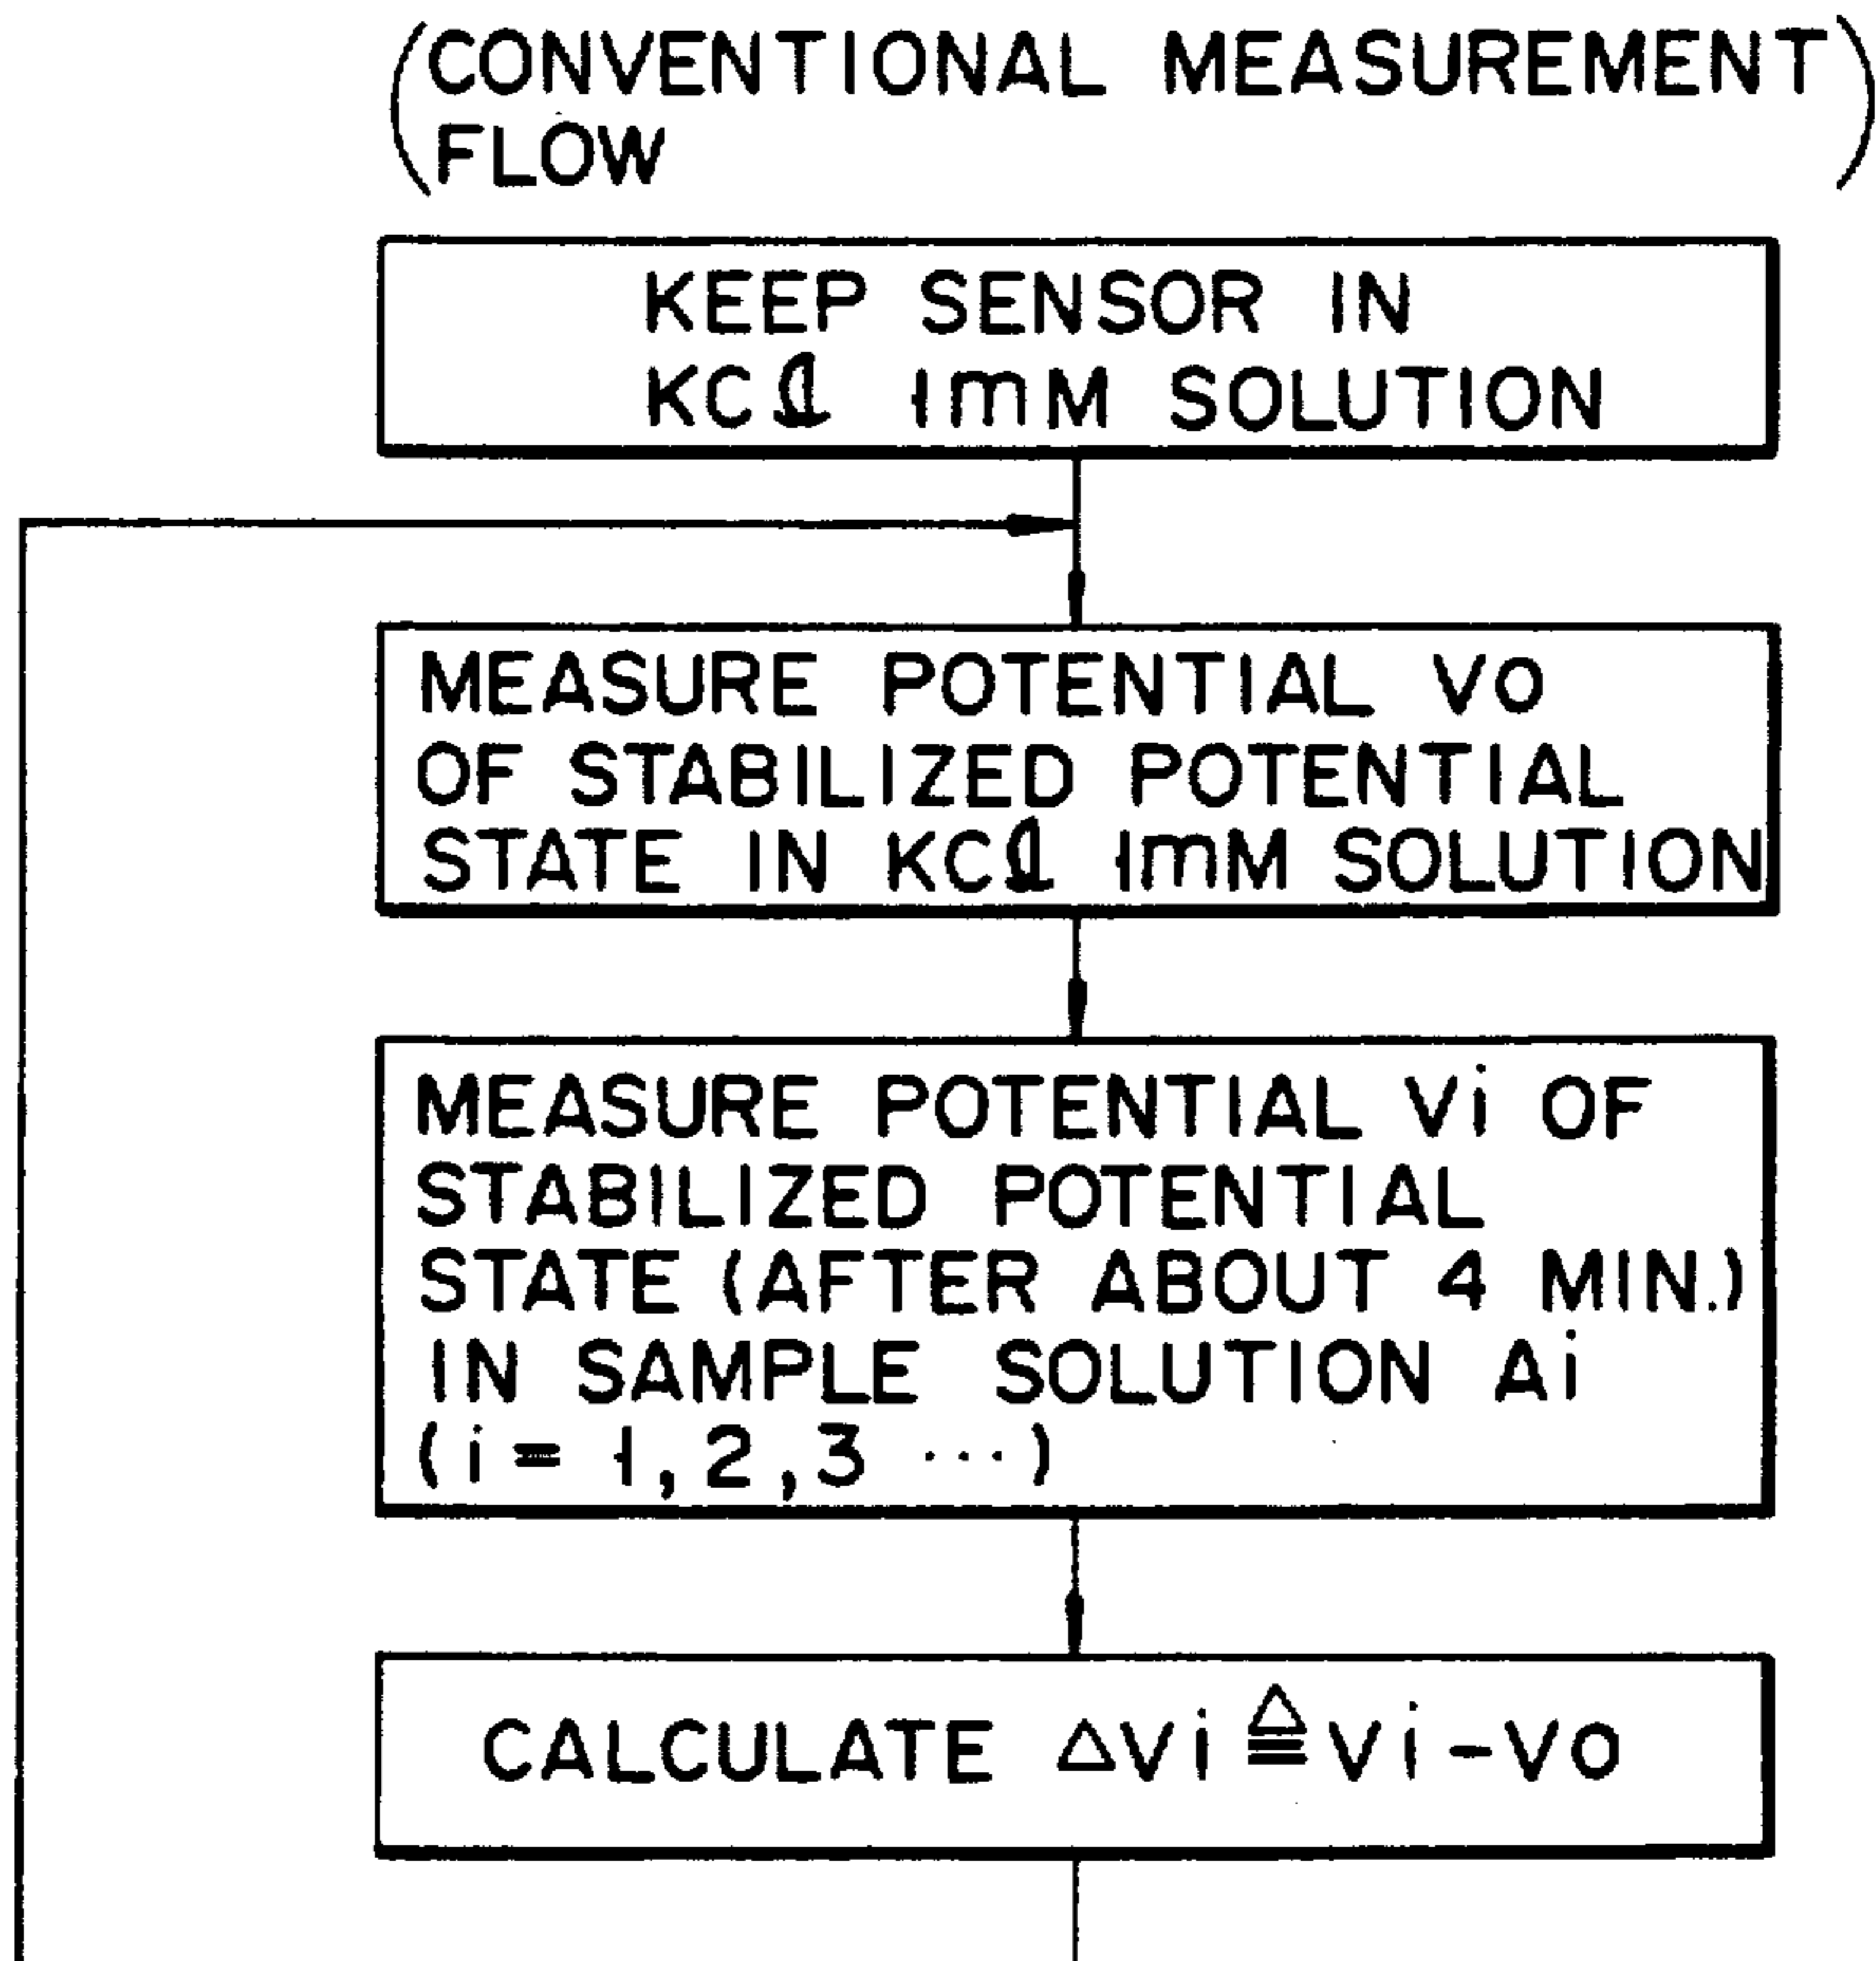 (CONVENTIONAL MEASUREMENT
FLOW)
KEEP SENSOR IN
KCℓ 1mM SOLUTION
MEASURE POTENTIAL Vo
OF STABILIZED POTENTIAL
STATE IN KCℓ 1mM SOLUTION
MEASURE POTENTIAL Vi OF
STABILIZED POTENTIAL
STATE (AFTER ABOUT 4 MIN.)
IN SAMPLE SOLUTION Ai
(i = 1,2,3 ···)
CALCULATE △Vi ≙ Vi-Vo